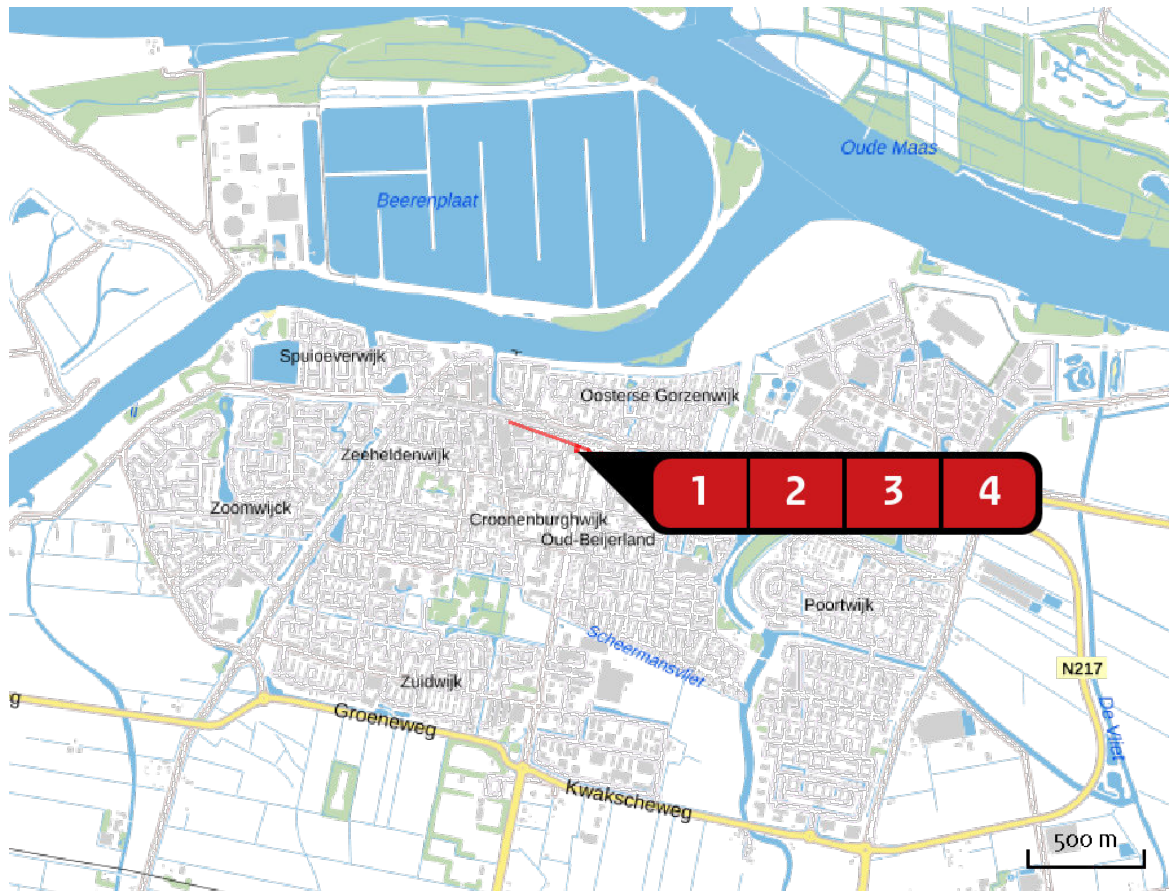 Oude Maas
Beerenplaat
Spuioeverwijk
Oosterse Gorzenwijk
Zeeheldenwijk
1 2 3 4
Zoomwijck
Croonenburghwijk
Oud-Beijerland
Poortwijk
Scheermansvliet
N217
Zuidwijk
g
Groeneweg
De Vliet
Kwakscheweg
500 m